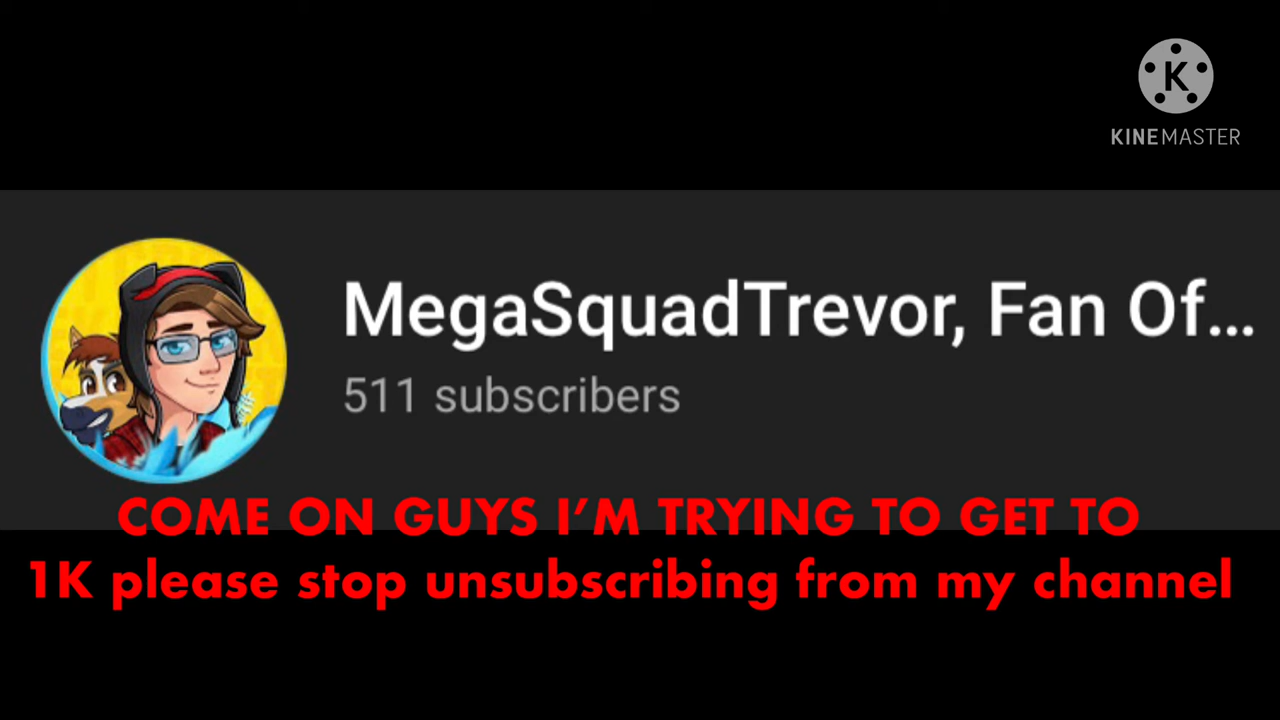 K
KINEMASTER
MegaSquadTrevor, Fan Of...
511 subscribers
COME ON GUYS I’M TRYING TO GET TO
1K please stop unsubscribing from my channel